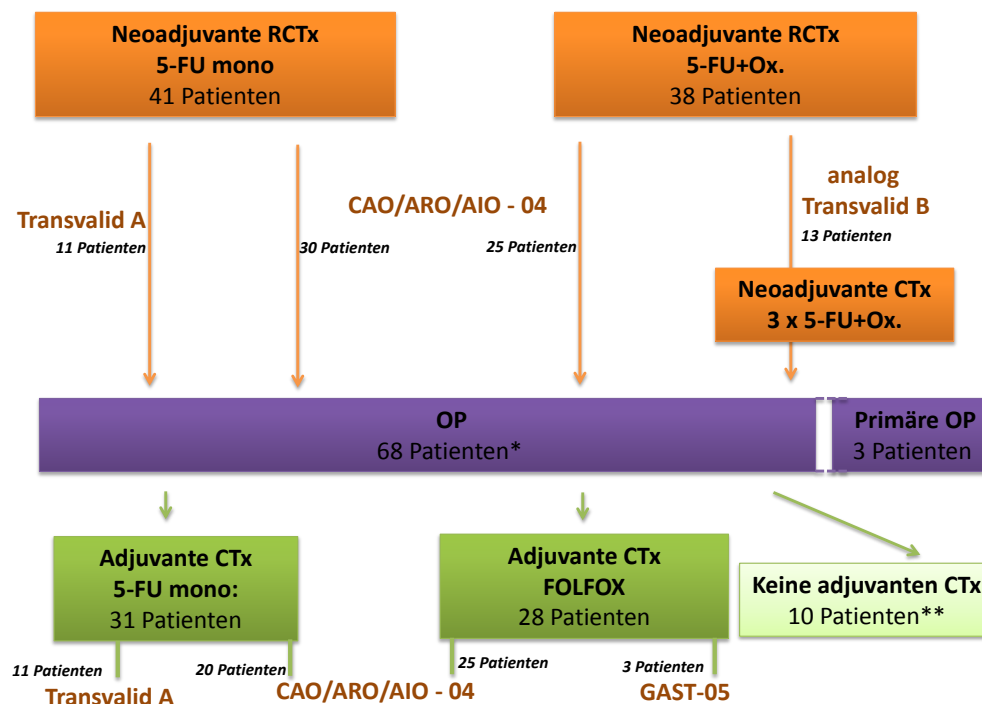 Neoadjuvante RCTx
5-FU mono
41 Patienten
Neoadjuvante RCTx
5-FU+Ox.
38 Patienten
Transvalid A
11 Patienten
30 Patienten
CAO/ARO/AIO - 04
25 Patienten
analog
Transvalid B
13 Patienten
Neoadjuvante CTx
3 x 5-FU+Ox.
OP
68 Patienten*
Primäre OP
3 Patienten
Adjuvante CTx
5-FU mono:
31 Patienten
Adjuvante CTx
FOLFOX
28 Patienten
Keine adjuvanten CTx
10 Patienten**
11 Patienten
Transvalid A
20 Patienten
CAO/ARO/AIO - 04
25 Patienten
3 Patienten
GAST-05